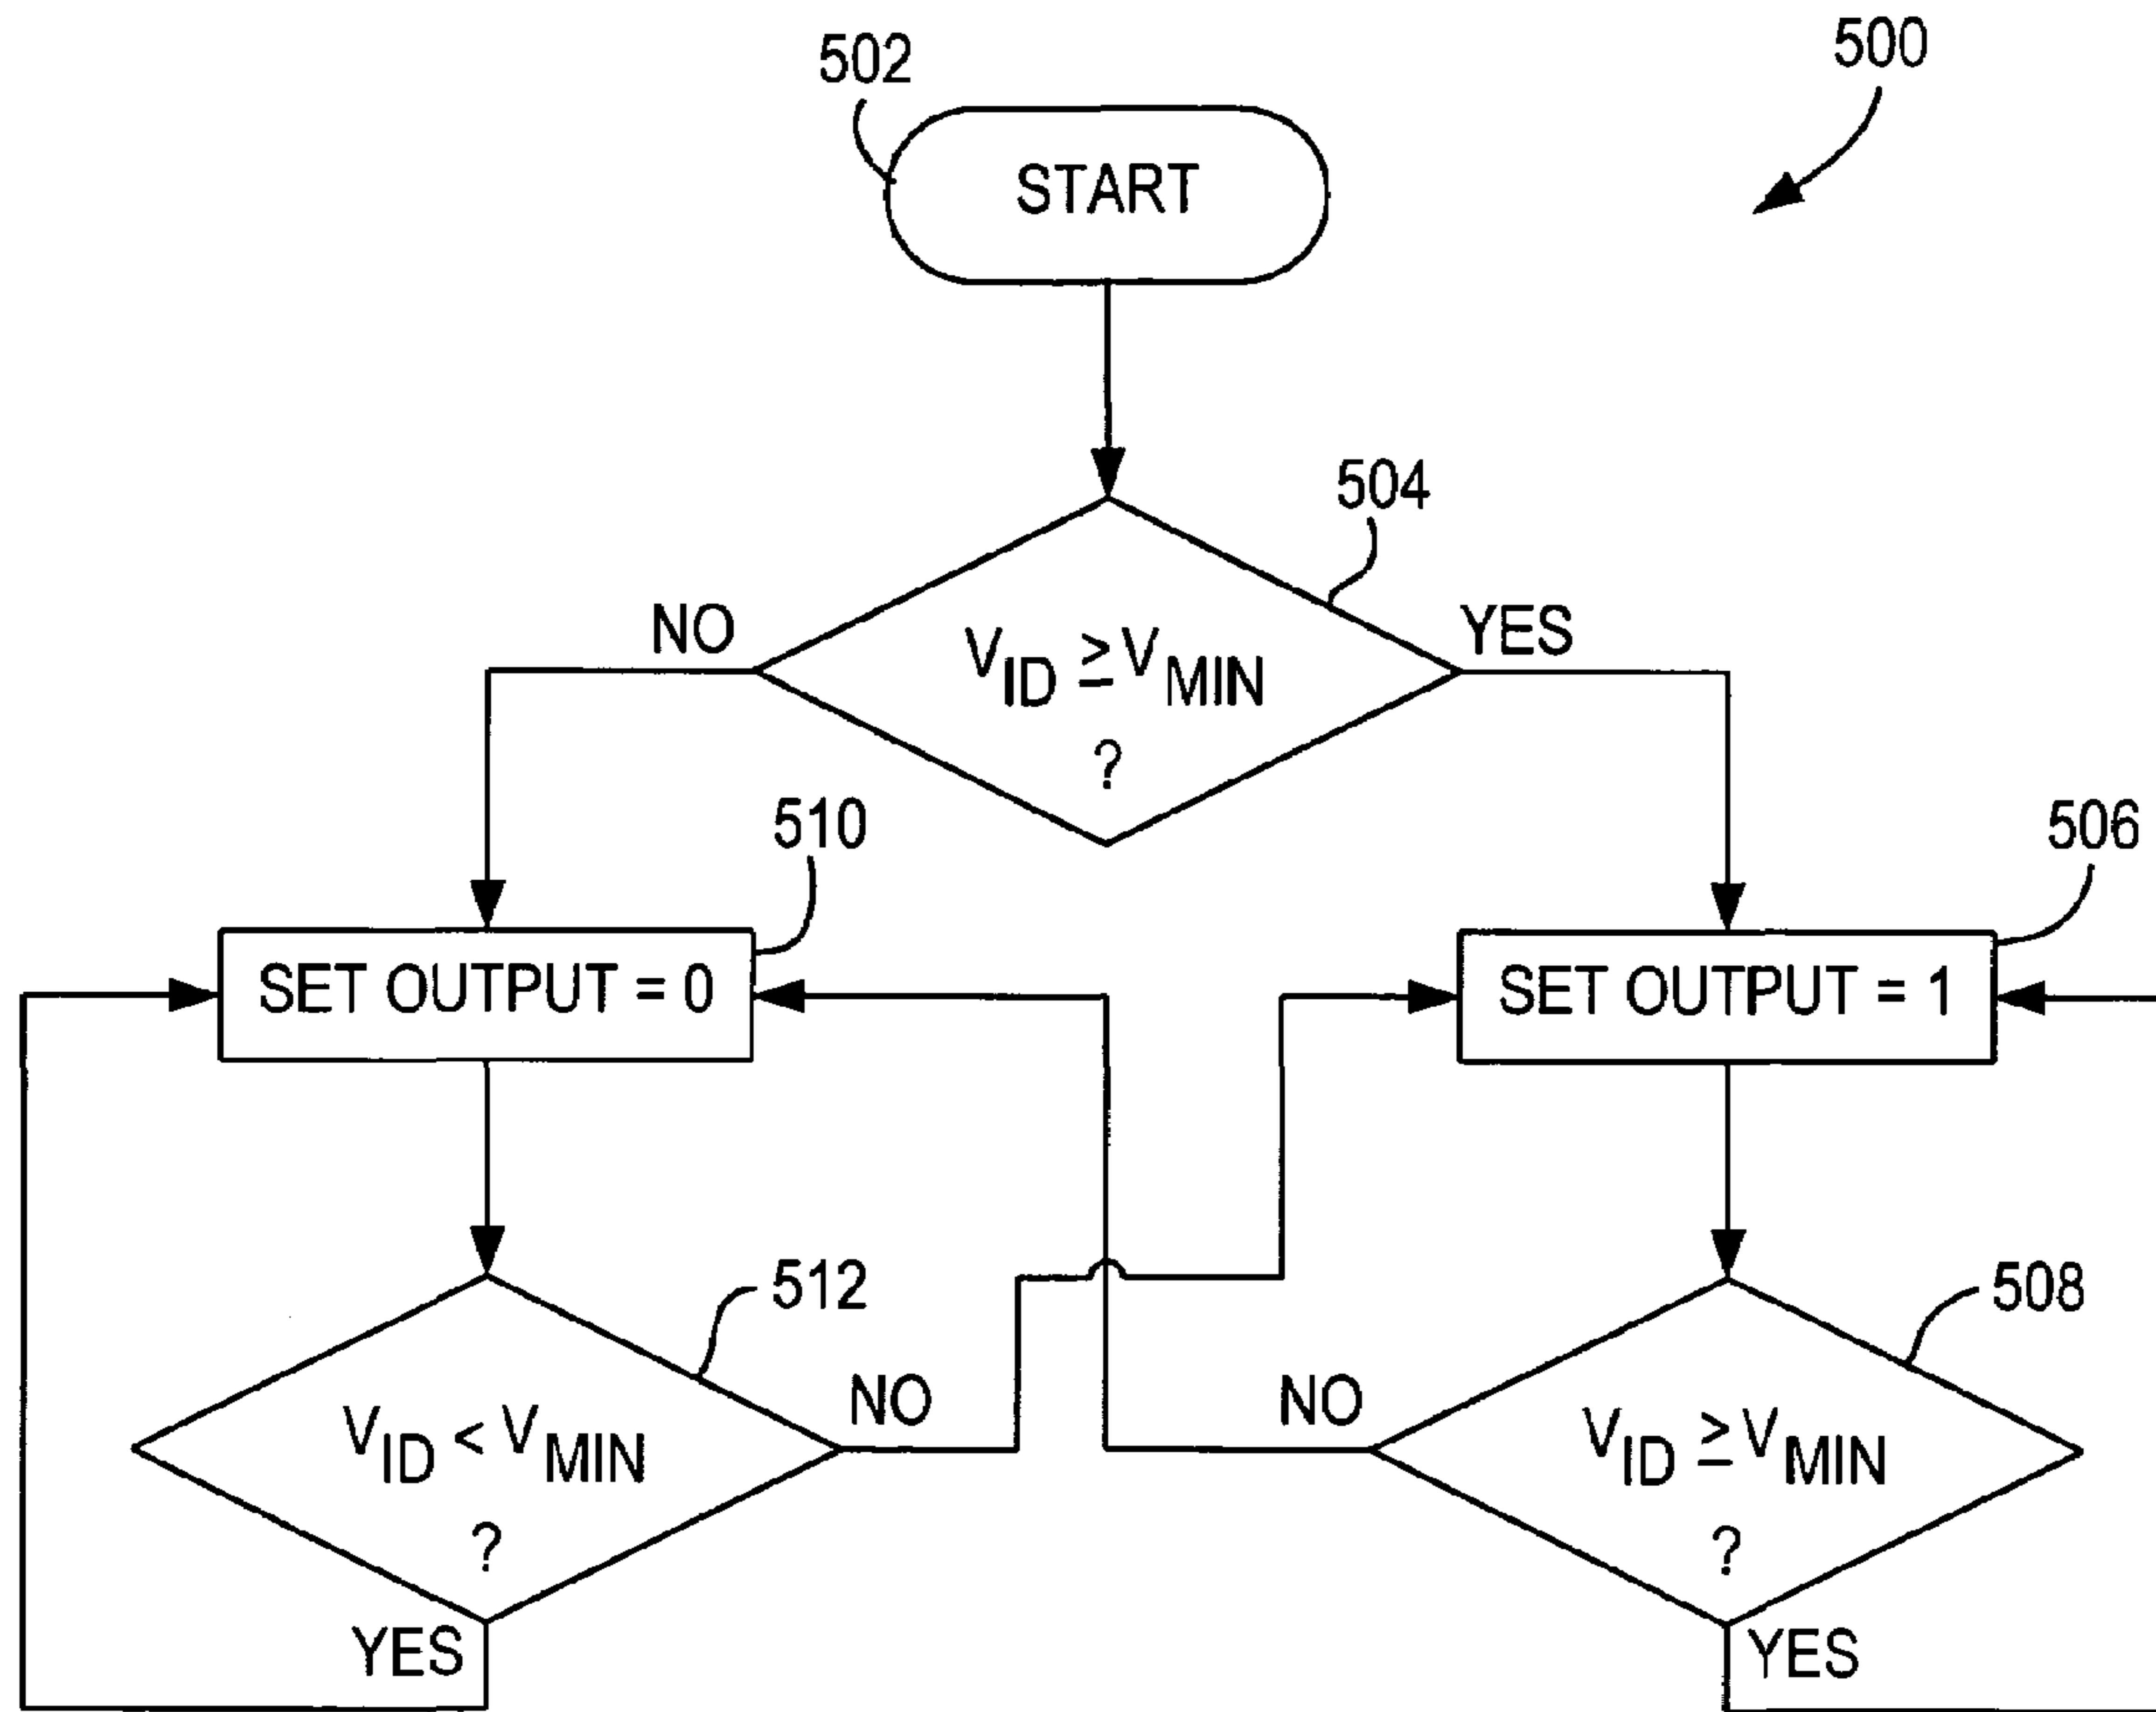 502
500
START
504
NO
YES
V_ID ≥ V_MIN
?
510
506
SET OUTPUT = 0
SET OUTPUT = 1
512
508
NO
NO
V_ID < V_MIN
?
V_ID ≥ V_MIN
?
YES
YES